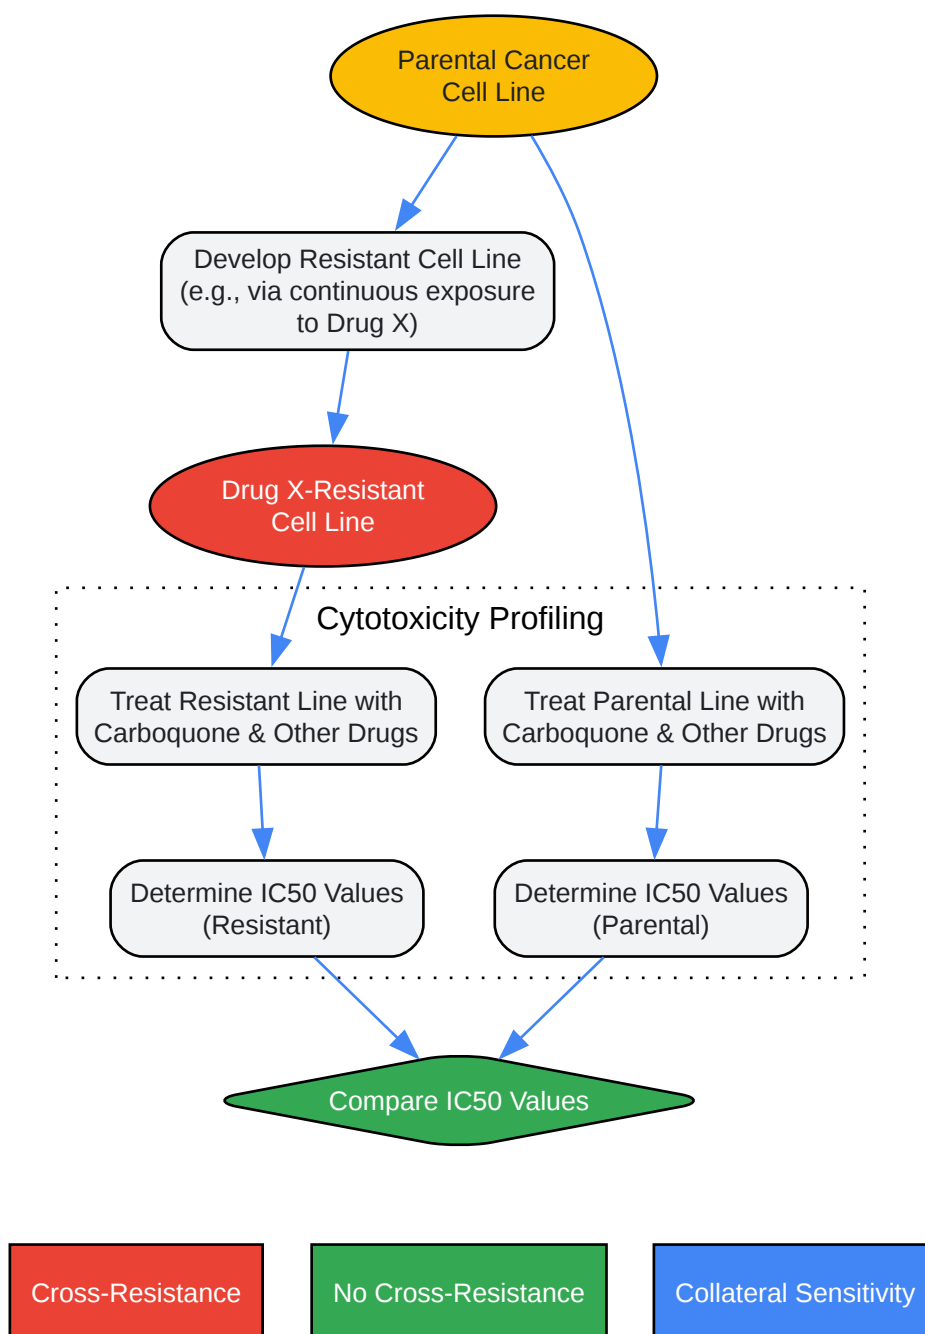 Parental Cancer
Cell Line
Develop Resistant Cell Line
(e.g., via continuous exposure
to Drug X)
Drug X-Resistant
Cell Line
Cytotoxicity Profiling
Treat Resistant Line with
Carboquone & Other Drugs
Treat Parental Line with
Carboquone & Other Drugs
Determine IC50 Values
(Resistant)
Determine IC50 Values
(Parental)
Compare IC50 Values
Cross-Resistance
No Cross-Resistance
Collateral Sensitivity